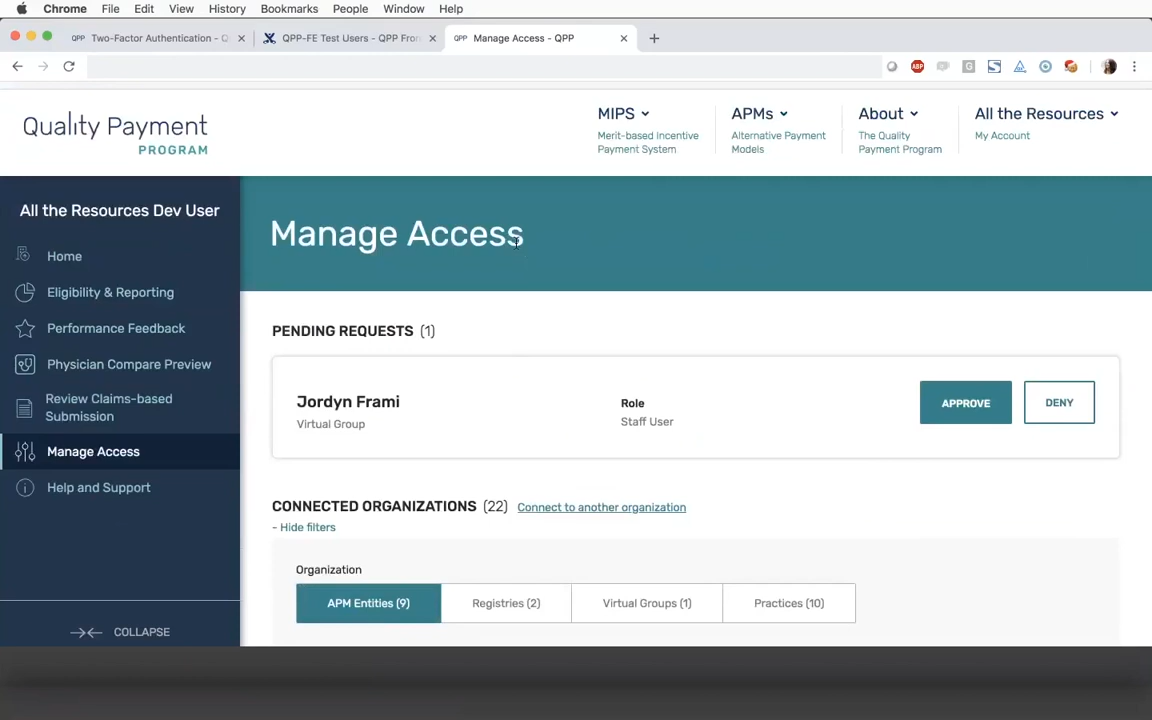 Chrome File Edit View History Bookmarks People Window Help
QPP Two-Factor Authentication - Q
QPP-FE Test Users - QPP Fron
QPP Manage Access - QPP
ABP
G
Quality Payment
PROGRAM
MIPS
Merit-based Incentive
Payment System
APMs
Alternative Payment
Models
About
The Quality
Payment Program
All the Resources
My Account
All the Resources Dev User
Home
Eligibility & Reporting
Performance Feedback
Physician Compare Preview
Review Claims-based
Submission
Manage Access
Help and Support
COLLAPSE
Manage Access
PENDING REQUESTS (1)
Jordyn Frami
Virtual Group
Role
Staff User
APPROVE
DENY
CONNECTED ORGANIZATIONS (22) Connect to another organization
- Hide filters
Organization
APM Entities (9)
Registries (2)
Virtual Groups (1)
Practices (10)